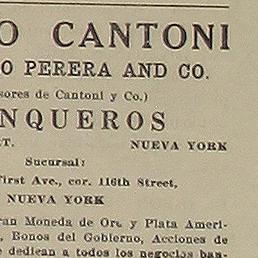 O CANTONI
O PERERA AND CO.
sores de Cantoni y Co.)
NQUEROS
T. NUEVA YORK
Sucursal:
First Ave., cor. 116th Street,
NUEVA YORK
ran Moneda de Oro y Plata Ameri-
, Bonos del Gobierno, Acciones de
e dedican a todos los negocios ban-